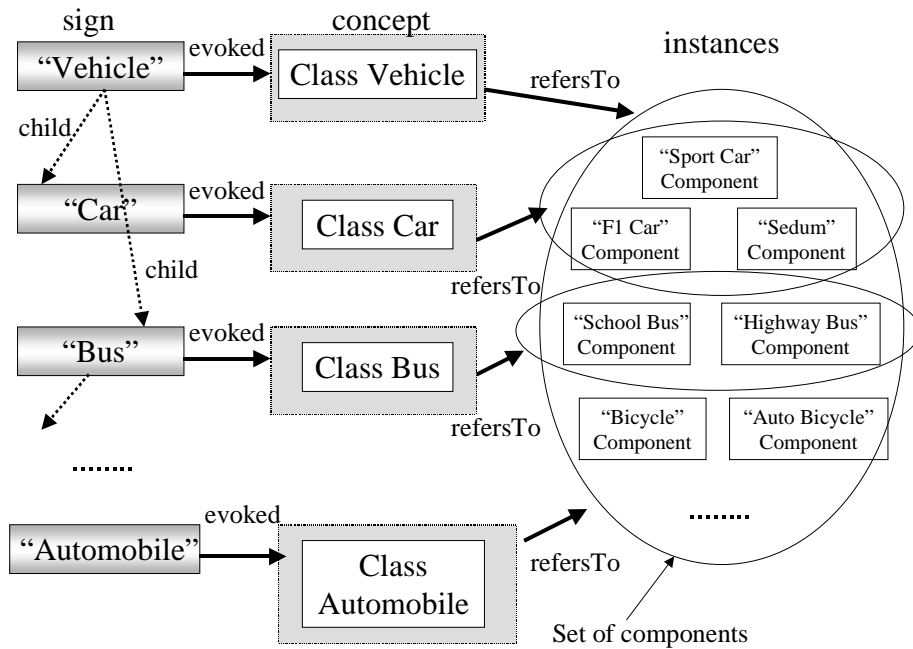 sign
concept
instances
“Vehicle”
evoked
Class Vehicle
refersTo
child
“Car”
evoked
Class Car
refersTo
child
“Bus”
evoked
Class Bus
refersTo
“Sport Car”
Component
“F1 Car”
Component
“Sedum”
Component
“School Bus”
Component
“Highway Bus”
Component
“Bicycle”
Component
“Auto Bicycle”
Component
........
........
“Automobile”
evoked
Class
Automobile
refersTo
Set of components